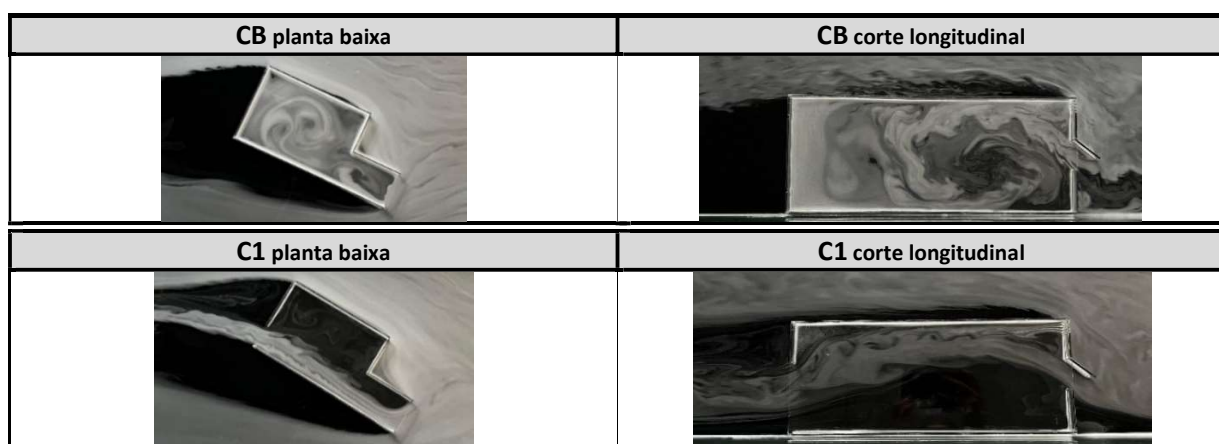 CB planta baixa
CB corte longitudinal
C1 planta baixa
C1 corte longitudinal